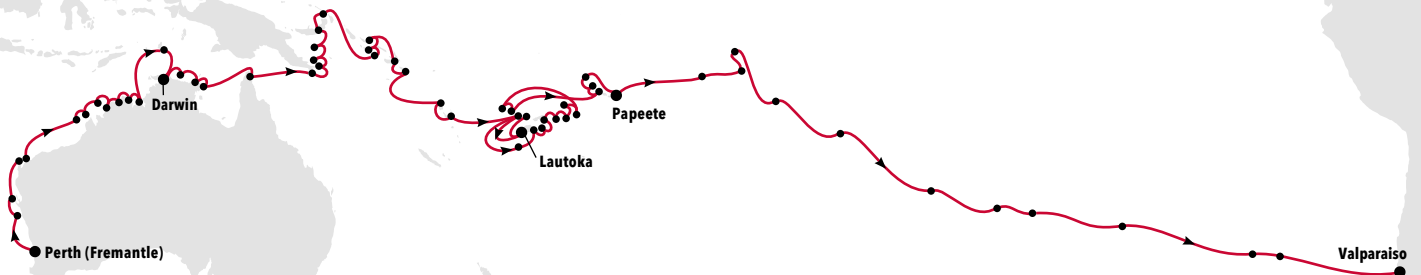 Darwin
Papeete
Lautoka
Perth (Fremantle)
Valparaiso